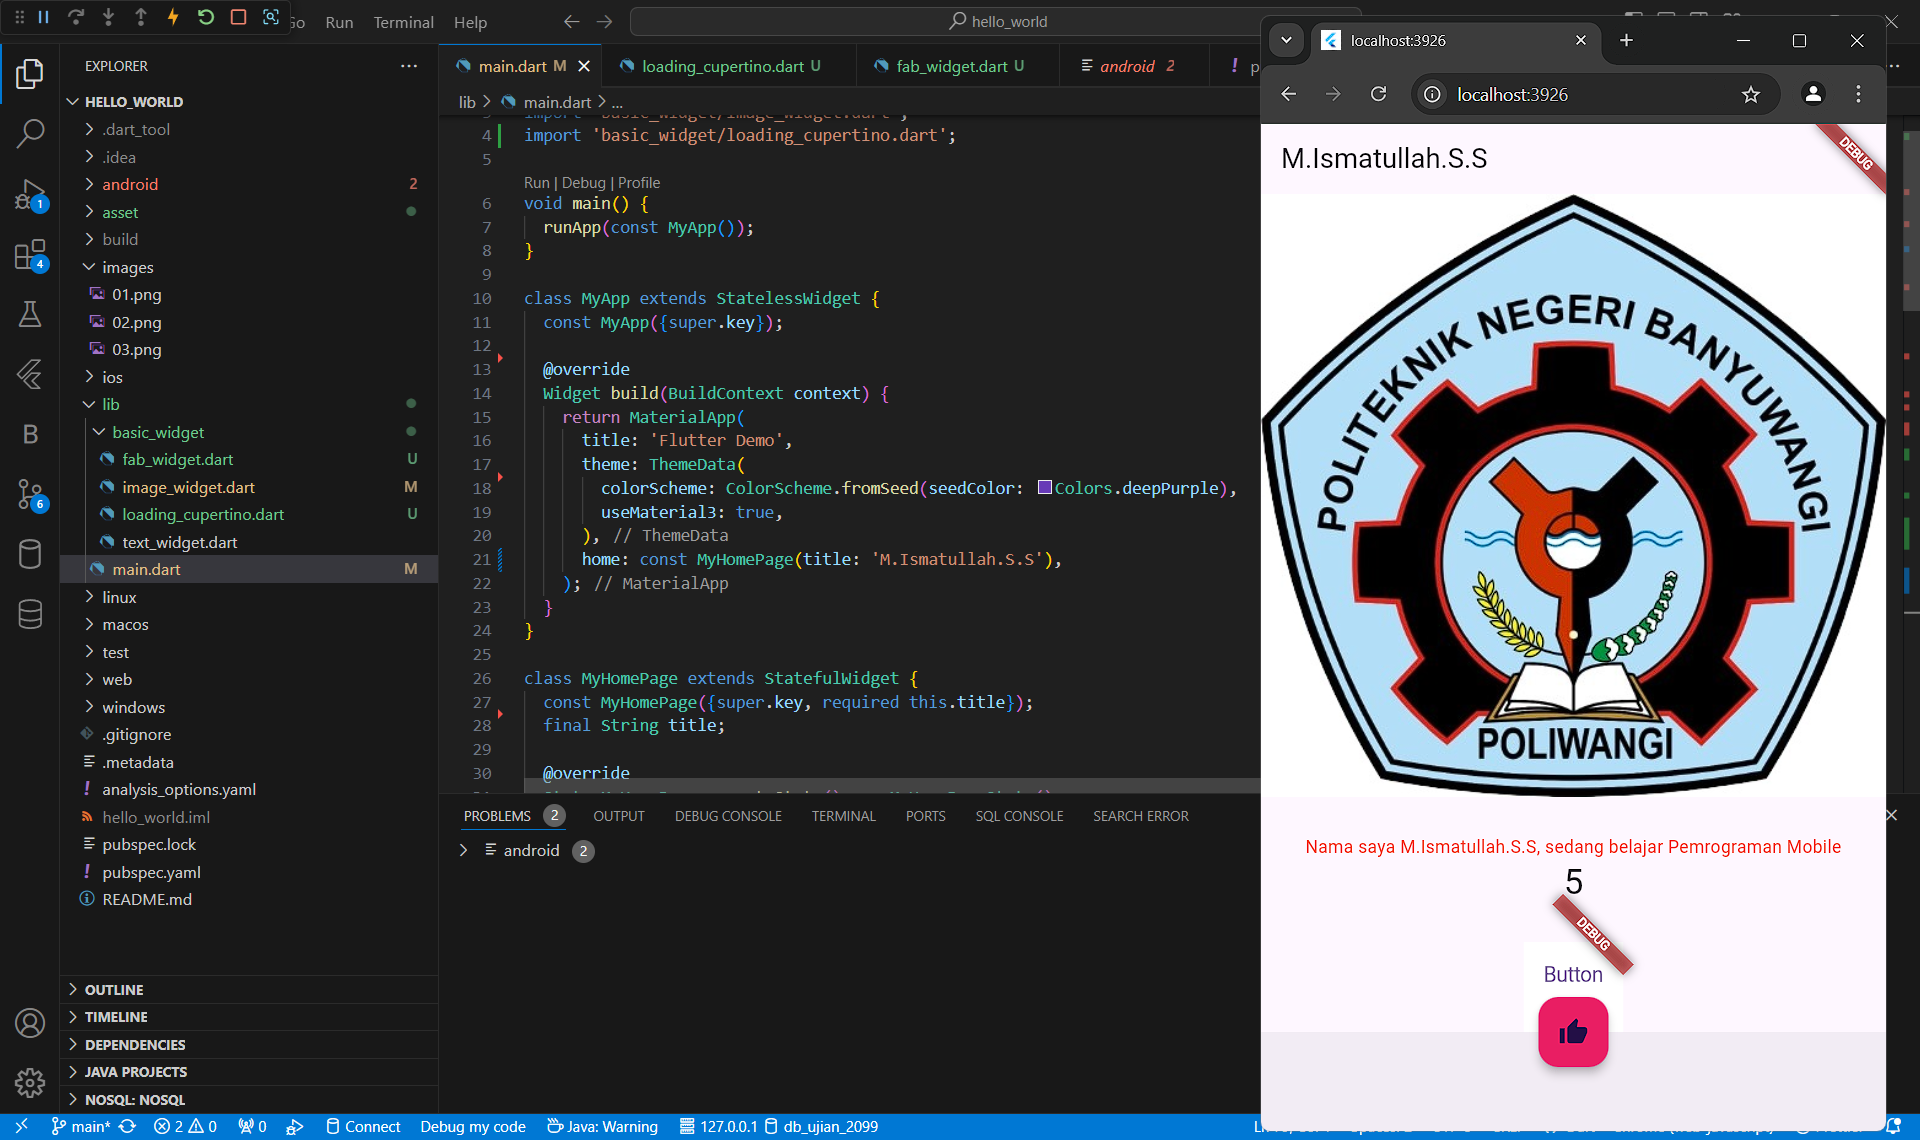 Go Run Terminal Help
hello_world
EXPLORER
HELLO_WORLD
.dart_tool
.idea
android 2
asset
build
images
01.png
02.png
03.png
ios
lib
basic_widget
fab_widget.dart U
image_widget.dart M
loading_cupertino.dart U
text_widget.dart
main.dart M
linux
macos
test
web
windows
.gitignore
.metadata
analysis_options.yaml
hello_world.iml
pubspec.lock
pubspec.yaml
README.md
OUTLINE
TIMELINE
DEPENDENCIES
JAVA PROJECTS
NOSQL: NOSQL
1
4
B
6
main.dart M loading_cupertino.dart U fab_widget.dart U android 2 ! p
lib > main.dart > ...
3 import 'basic_widget/image_widget.dart';
4 import 'basic_widget/loading_cupertino.dart';
5
Run | Debug | Profile
6 void main() {
7 runApp(const MyApp());
8 }
9
10 class MyApp extends StatelessWidget {
11 const MyApp({super.key});
12
13 @override
14 Widget build(BuildContext context) {
15 return MaterialApp(
16 title: 'Flutter Demo',
17 theme: ThemeData(
18 colorScheme: ColorScheme.fromSeed(seedColor: Colors.deepPurple),
19 useMaterial3: true,
20 ), // ThemeData
21 home: const MyHomePage(title: 'M.Ismatullah.S.S'),
22 ); // MaterialApp
23 }
24 }
25
26 class MyHomePage extends StatefulWidget {
27 const MyHomePage({super.key, required this.title});
28 final String title;
29
30 @override
PROBLEMS 2 OUTPUT DEBUG CONSOLE TERMINAL PORTS SQL CONSOLE SEARCH ERROR
android 2
localhost:3926
localhost:3926
M.Ismatullah.S.S
DEBUG
POLITEKNIK NEGERI BANYUWANGI
POLIWANGI
Nama saya M.Ismatullah.S.S, sedang belajar Pemrograman Mobile
5
DEBUG
Button
main* 2 0 0 Connect Debug my code Java: Warning 127.0.0.1 db_ujian_2099